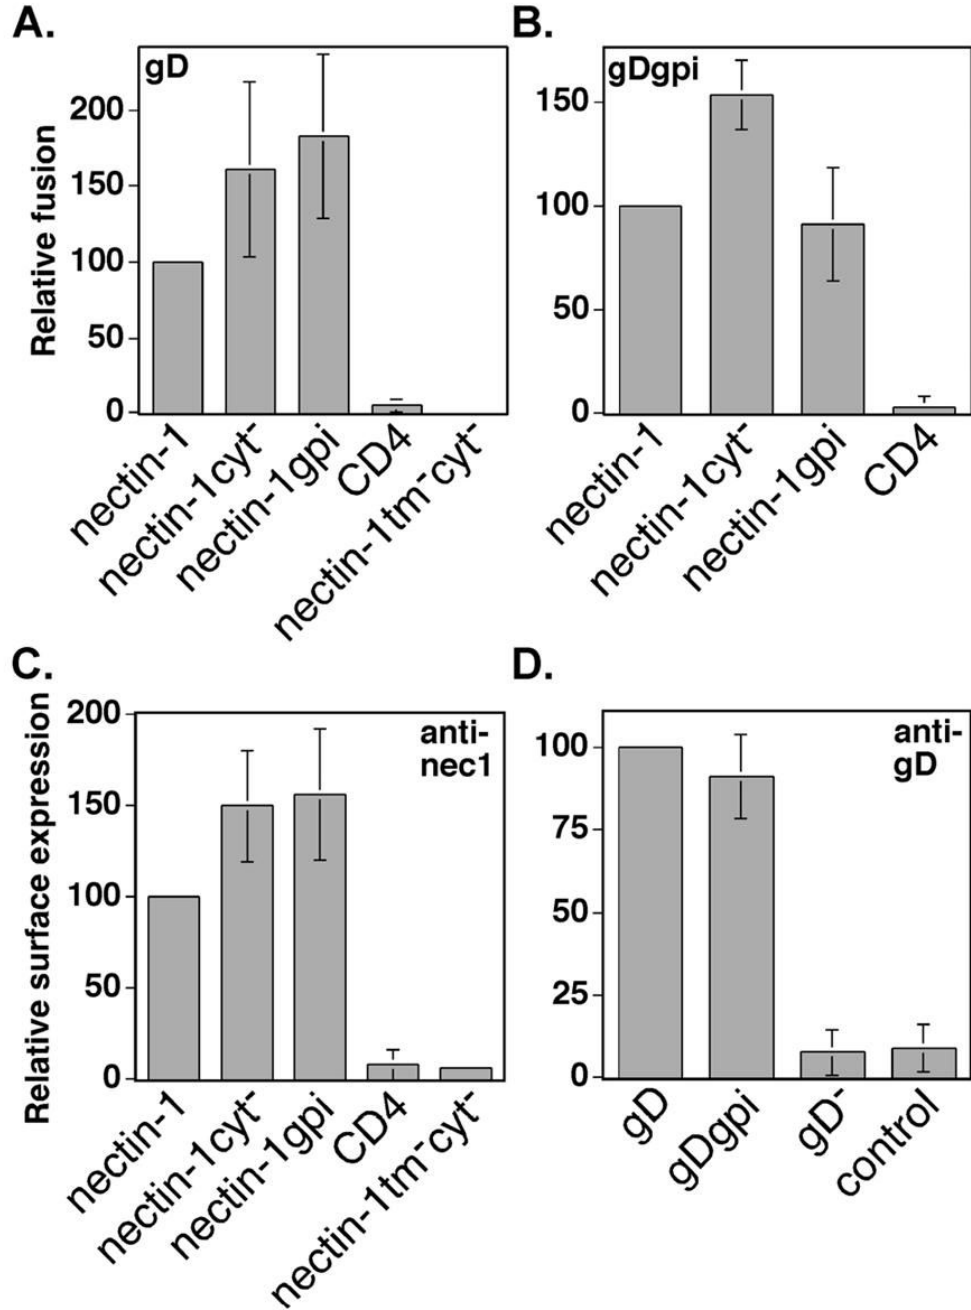 A.
gD
Relative fusion
200
150
100
50
0
nectin-1
nectin-1cyt⁻
nectin-1gpi
CD4
nectin-1tm⁻cyt⁻
B.
gDgpi
150
100
50
0
nectin-1
nectin-1cyt⁻
nectin-1gpi
CD4
C.
anti-
nec1
Relative surface expression
200
150
100
50
0
nectin-1
nectin-1cyt⁻
nectin-1gpi
CD4
nectin-1tm⁻cyt⁻
D.
anti-
gD
100
75
50
25
0
gD
gDgpi
gD⁻
control